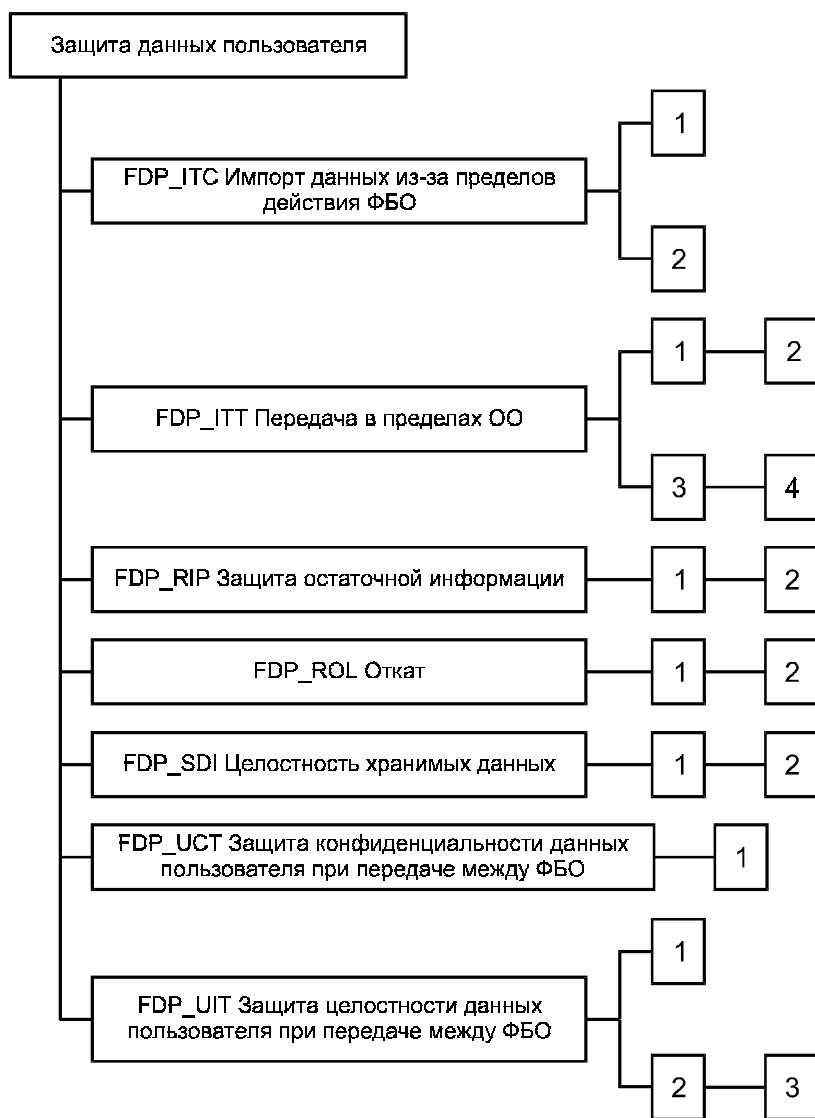 Защита данных пользователя
1
FDP_ITC Импорт данных из-за пределов
действия ФБО
2
1
2
FDP_ITT Передача в пределах ОО
3
4
FDP_RIP Защита остаточной информации
1
2
FDP_ROL Откат
1
2
FDP_SDI Целостность хранимых данных
1
2
FDP_UCT Защита конфиденциальности данных
пользователя при передаче между ФБО
1
1
FDP_UIT Защита целостности данных
пользователя при передаче между ФБО
2
3